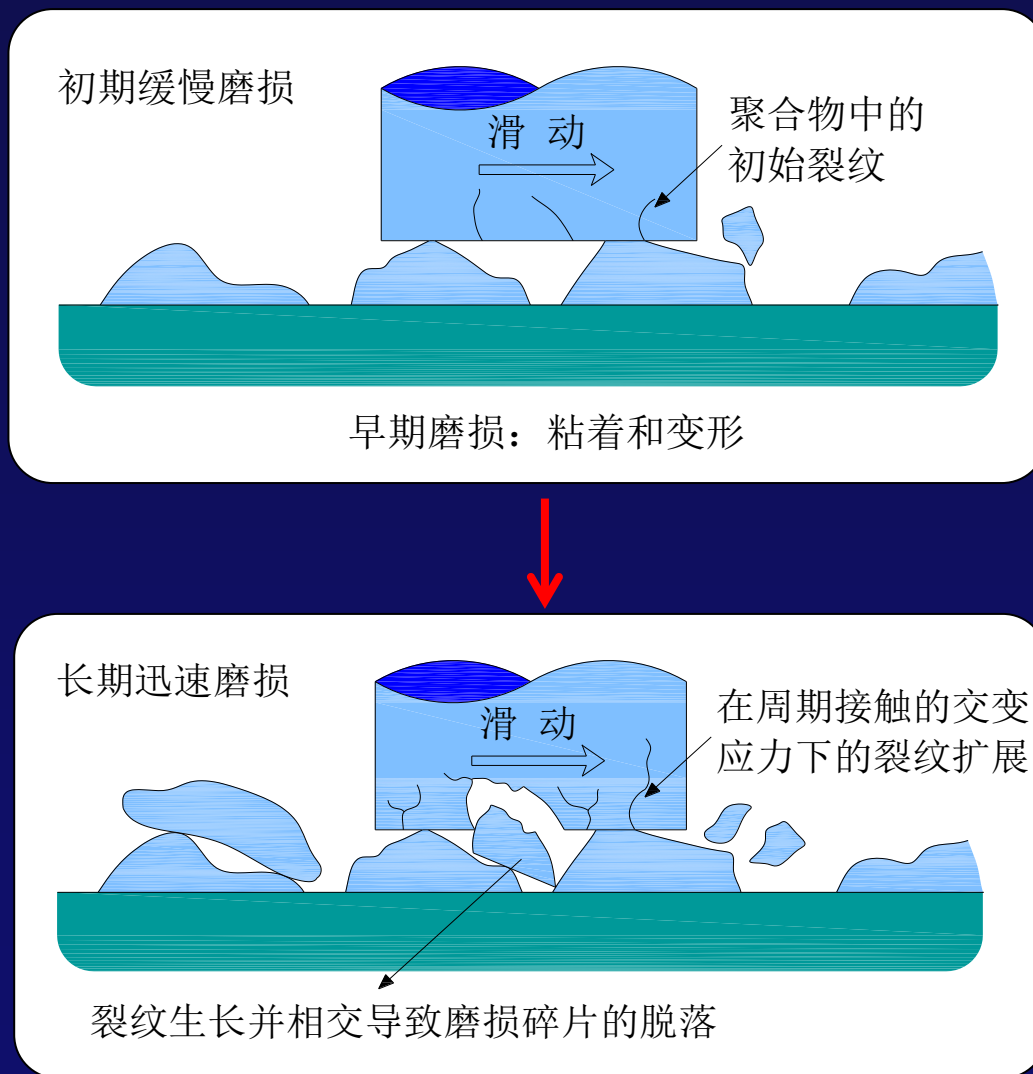 初期缓慢磨损
滑 动
聚合物中的
初始裂纹
早期磨损：粘着和变形
长期迅速磨损
滑 动
在周期接触的交变
应力下的裂纹扩展
裂纹生长并相交导致磨损碎片的脱落